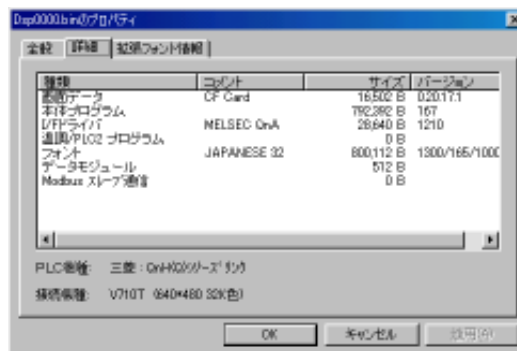 Dsp0000.binのプロパティ
全般 詳細 拡張フォント情報
種類 コメント サイズ バージョン
画面データ CF Card 16,502 B 0.20.17.1
本体プログラム 792,392 B 167
I/Fドライバ MELSEC QnA 28,640 B 1210
温調/PLC2 プログラム 0 B
フォント JAPANESE 32 800,112 B 1300/165/1000
データモジュール 512 B
Modbus スレーブ通信 0 B
PLC機種: 三菱:QnH(Q)シリーズリンク
接続機種: V710T (640*480 32K色)
OK キャンセル 適用(A)